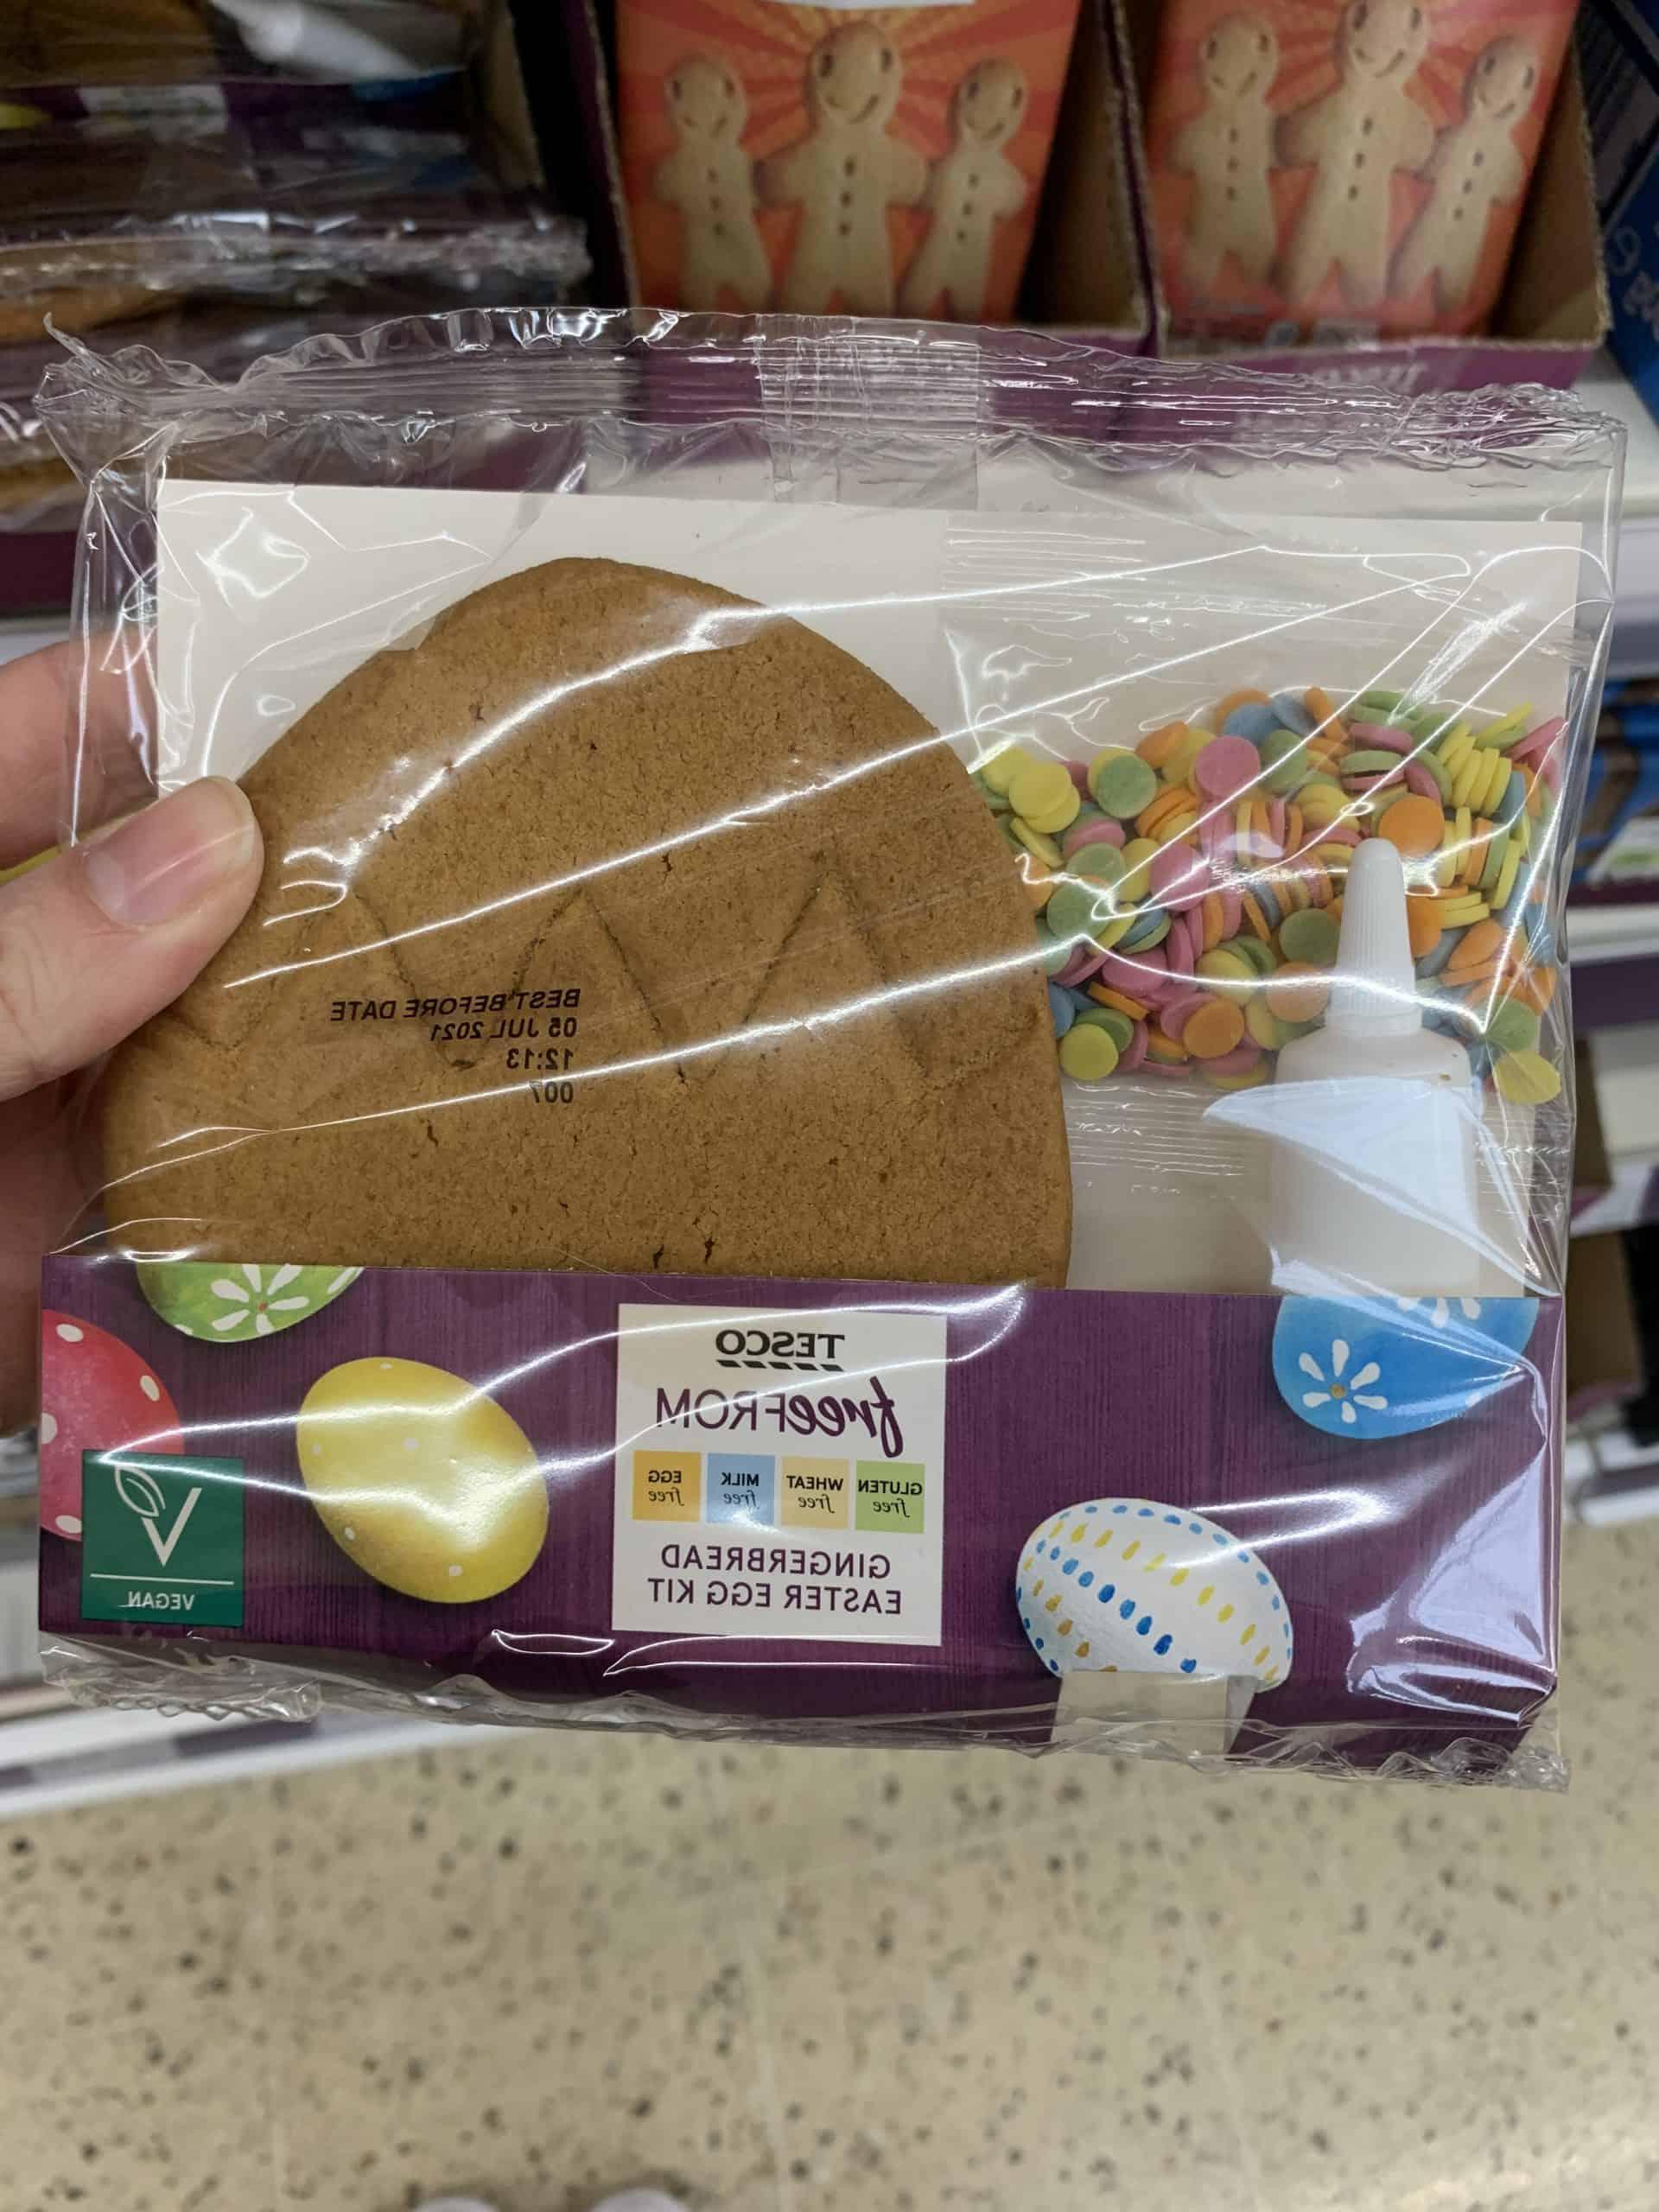 BEST BEFORE DATE
05 JUL 2021
12:13
007
TESCO
freeFROM
GLUTEN free
WHEAT free
MILK free
EGG free
GINGERBREAD
EASTER EGG KIT
VEGAN